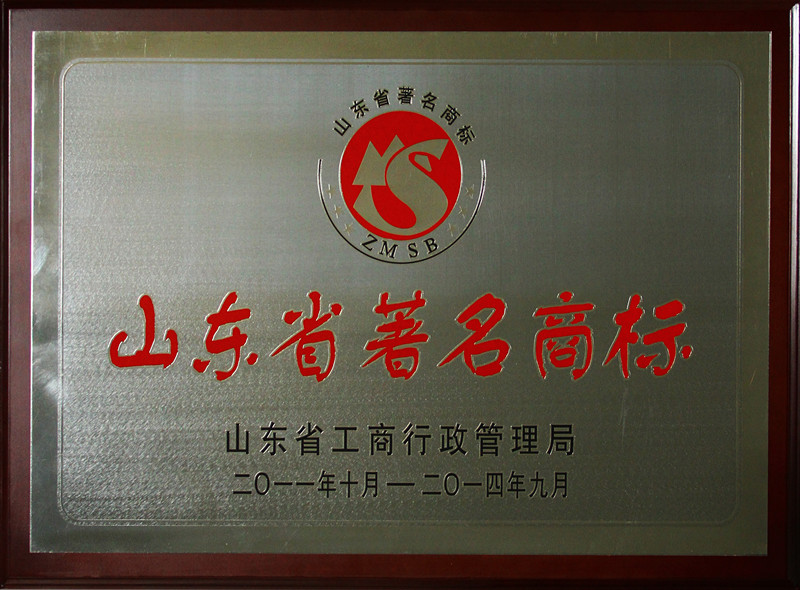 山东省著名商标
ZMSB
山东省著名商标
山东省工商行政管理局
二〇一一年十月—二〇一四年九月